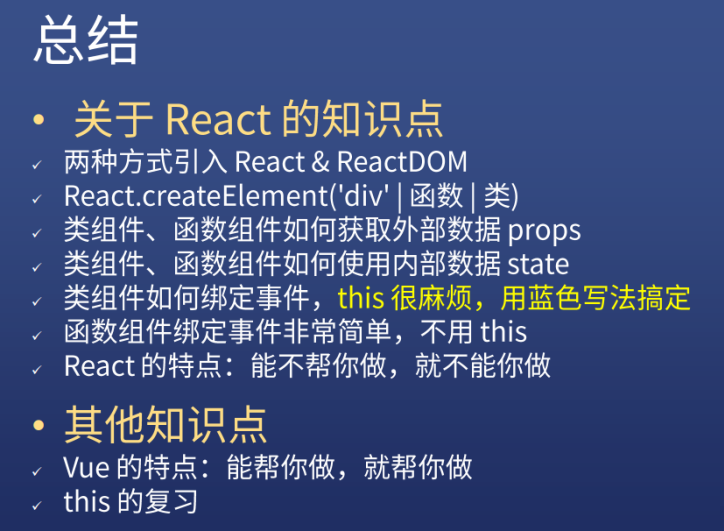 总结
• 关于 React 的知识点
✓ 两种方式引入 React & ReactDOM
✓ React.createElement('div' | 函数 | 类)
✓ 类组件、函数组件如何获取外部数据 props
✓ 类组件、函数组件如何使用内部数据 state
✓ 类组件如何绑定事件，this 很麻烦，用蓝色写法搞定
✓ 函数组件绑定事件非常简单，不用 this
✓ React 的特点：能不帮你做，就不能你做
• 其他知识点
✓ Vue 的特点：能帮你做，就帮你做
✓ this 的复习